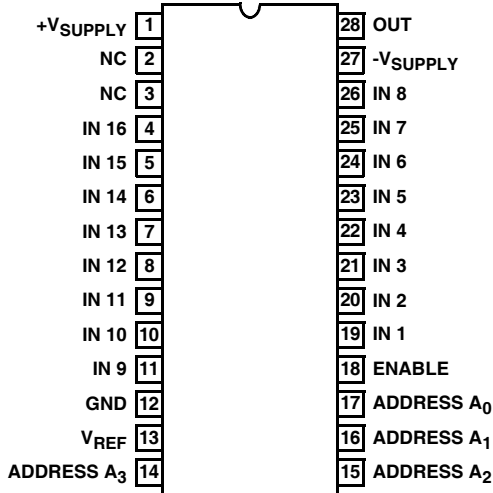 +VSUPPLY 1 28 OUT
NC 2 27 -VSUPPLY
NC 3 26 IN 8
IN 16 4 25 IN 7
IN 15 5 24 IN 6
IN 14 6 23 IN 5
IN 13 7 22 IN 4
IN 12 8 21 IN 3
IN 11 9 20 IN 2
IN 10 10 19 IN 1
IN 9 11 18 ENABLE
GND 12 17 ADDRESS A0
VREF 13 16 ADDRESS A1
ADDRESS A3 14 15 ADDRESS A2